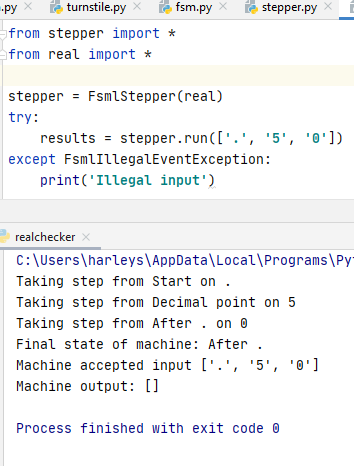 .py × turnstile.py × fsm.py × stepper.py ×
from stepper import *
from real import *
stepper = FsmlStepper(real)
try:
    results = stepper.run(['.', '5', '0'])
except FsmlIllegalEventException:
    print('Illegal input')
realchecker ×
C:\Users\harleys\AppData\Local\Programs\Pyt
Taking step from Start on .
Taking step from Decimal point on 5
Taking step from After . on 0
Final state of machine: After .
Machine accepted input ['.', '5', '0']
Machine output: []
Process finished with exit code 0